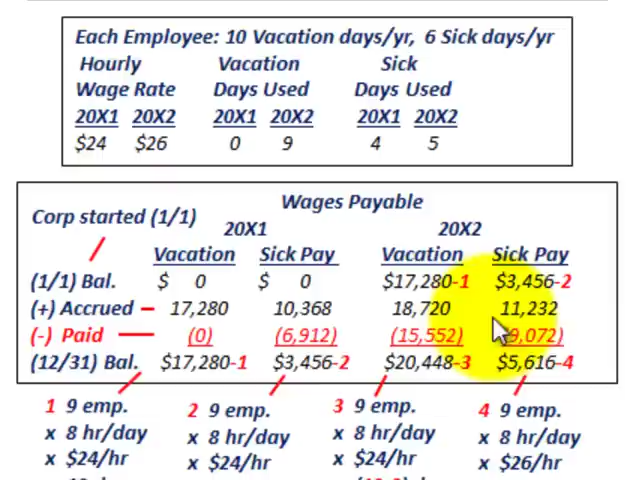 Each Employee: 10 Vacation days/yr, 6 Sick days/yr
Hourly Vacation Sick
Wage Rate Days Used Days Used
20X1 20X2 20X1 20X2 20X1 20X2
$24 $26 0 9 4 5
Wages Payable
Corp started (1/1) 20X1 20X2
Vacation Sick Pay Vacation Sick Pay
(1/1) Bal. $ 0 $ 0 $17,280-1 $3,456-2
(+) Accrued 17,280 10,368 18,720 11,232
(-) Paid (0) (6,912) (15,552) (9,072)
(12/31) Bal. $17,280-1 $3,456-2 $20,448-3 $5,616-4
1 9 emp. 2 9 emp. 3 9 emp. 4 9 emp.
x 8 hr/day x 8 hr/day x 8 hr/day x 8 hr/day
x $24/hr x $24/hr x $24/hr x $26/hr